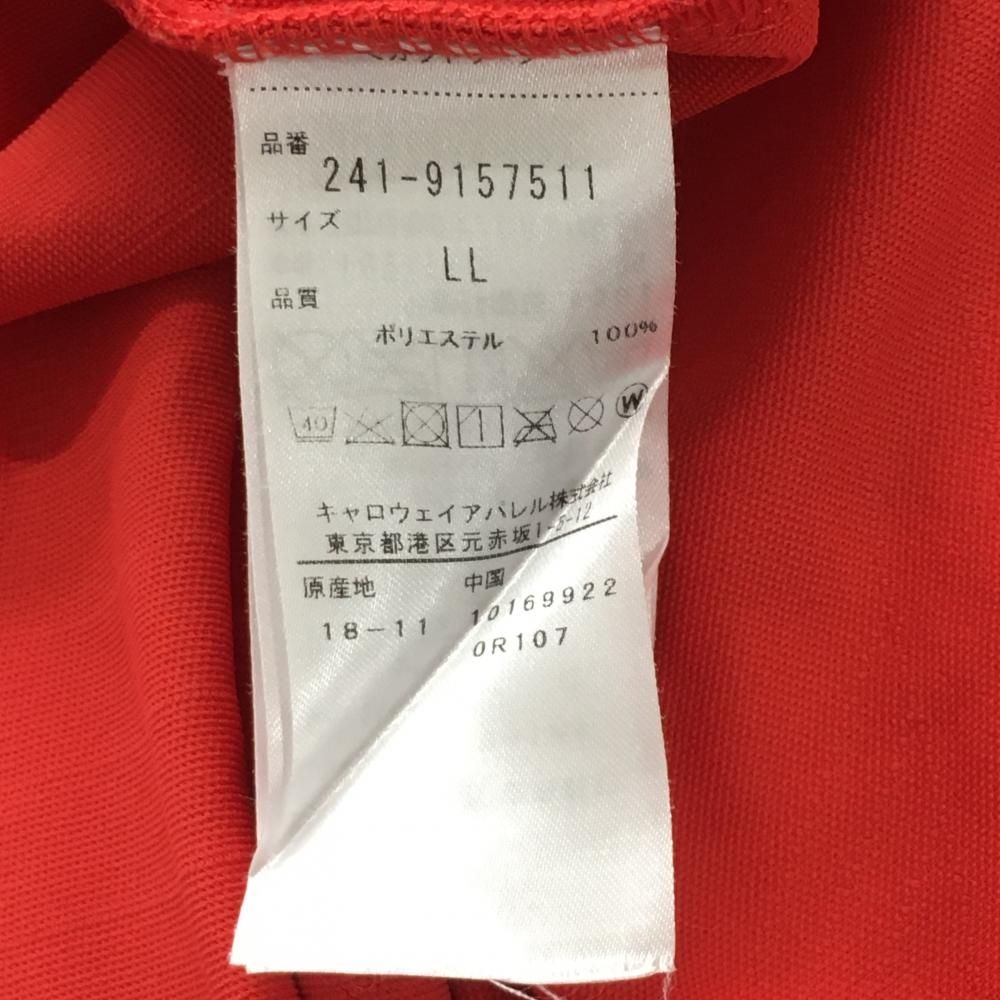 品番
241-9157511
サイズ
LL
品質
ポリエステル 100%
40
W
キャロウェイアパレル株式会社
東京都港区元赤坂1-6-12
原産地 中国
18-11 10169922
0R107